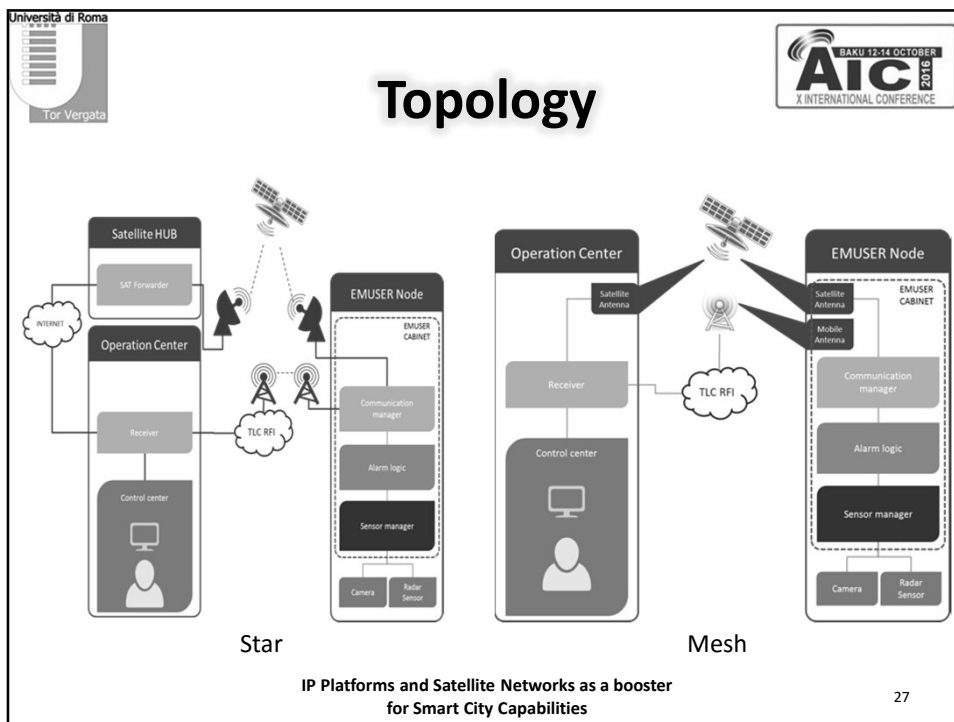 Università di Roma
Tor Vergata
BAKU 12-14 OCTOBER
AICT
2016
X INTERNATIONAL CONFERENCE
Topology
Satellite HUB
SAT Forwarder
INTERNET
Operation Center
Receiver
TLC RFI
Control center
EMUSER Node
EMUSER
CABINET
Communication
manager
Alarm logic
Sensor manager
Camera
Radar
Sensor
Star
Operation Center
Satellite
Antenna
Receiver
TLC RFI
Control center
EMUSER Node
EMUSER
CABINET
Satellite
Antenna
Mobile
Antenna
Communication
manager
Alarm logic
Sensor manager
Camera
Radar
Sensor
Mesh
IP Platforms and Satellite Networks as a booster
for Smart City Capabilities
27